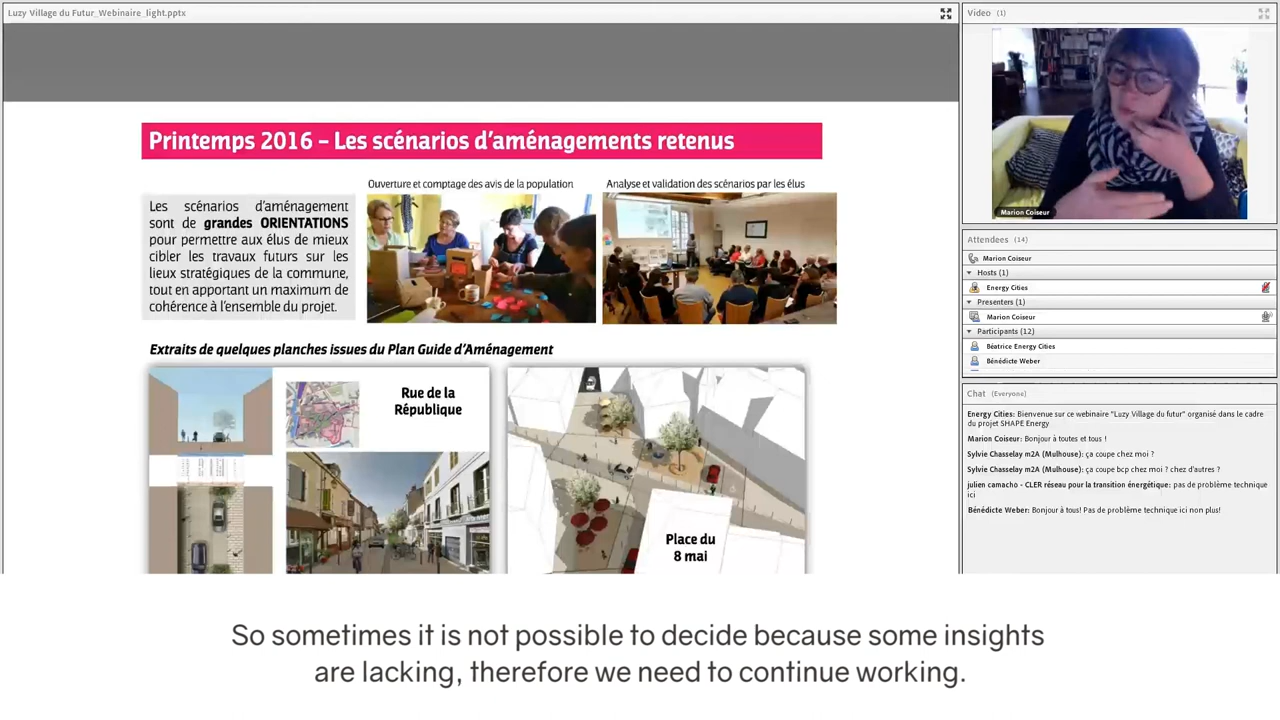 Luzy Village du Futur_Webinaire_light.pptx
Printemps 2016 – Les scénarios d'aménagements retenus
Les scénarios d'aménagement
sont de grandes ORIENTATIONS
pour permettre aux élus de mieux
cibler les travaux futurs sur les
lieux stratégiques de la commune,
tout en apportant un maximum de
cohérence à l'ensemble du projet.
Ouverture et comptage des avis de la population
Analyse et validation des scénarios par les élus
Extraits de quelques planches issues du Plan Guide d'Aménagement
Rue de la
République
Place du
8 mai
Video (1)
Marion Coiseur
Attendees (14)
Marion Coiseur
Hosts (1)
Energy Cities
Presenters (1)
Marion Coiseur
Participants (12)
Béatrice Energy Cities
Bénédicte Weber
Chat (Everyone)
Energy Cities: Bienvenue sur ce webinaire "Luzy Village du futur" organisé dans le cadre
du projet SHAPE Energy
Marion Coiseur: Bonjour à toutes et tous !
Sylvie Chasselay m2A (Mulhouse): ça coupe chez moi ?
Sylvie Chasselay m2A (Mulhouse): ça coupe bcp chez moi ? chez d'autres ?
julien camacho - CLER réseau pour la transition énergétique: pas de problème technique
ici
Bénédicte Weber: Bonjour à tous! Pas de problème technique ici non plus!
So sometimes it is not possible to decide because some insights
are lacking, therefore we need to continue working.